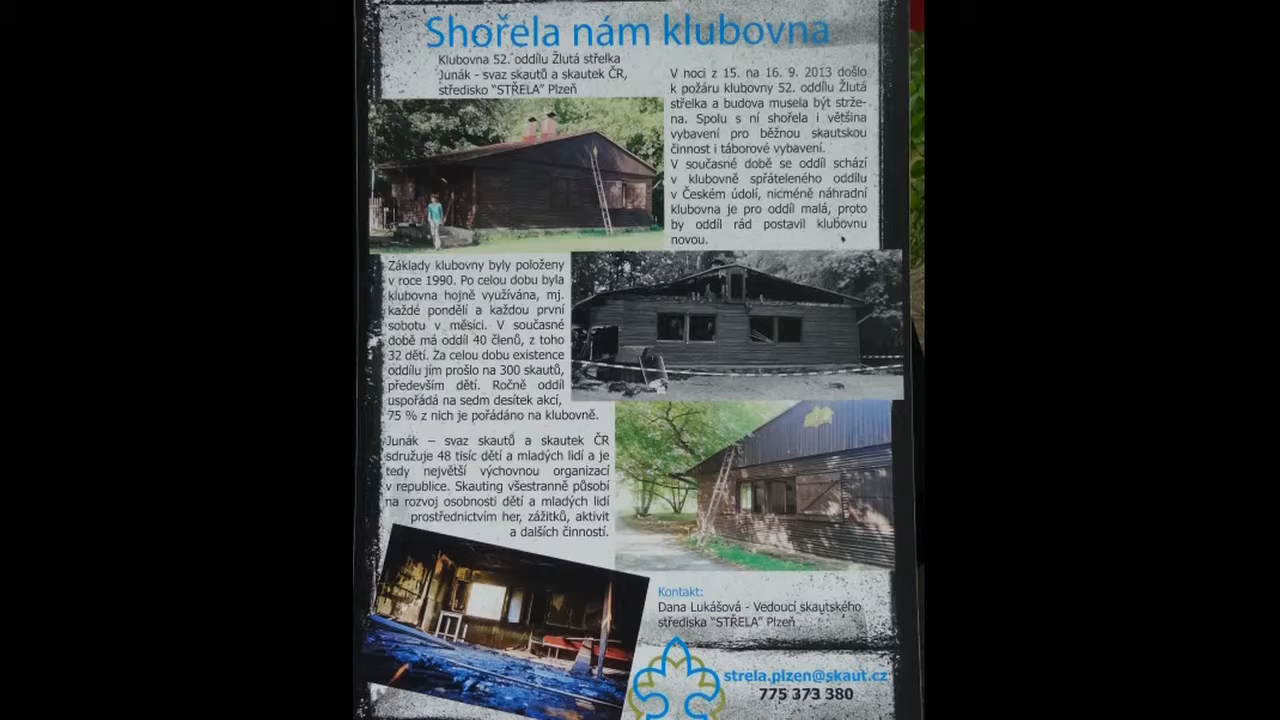 Shořela nám klubovna
Klubovna 52. oddílu Žlutá střelka
Junák - svaz skautů a skautek ČR,
středisko "STŘELA" Plzeň
V noci z 15. na 16. 9. 2013 došlo
k požáru klubovny 52. oddílu Žlutá
střelka a budova musela být strže-
na. Spolu s ní shořela i většina
vybavení pro běžnou skautskou
činnost i táborové vybavení.
V současné době se oddíl schází
v klubovně spřáteleného oddílu
v Českém údolí, nicméně náhradní
klubovna je pro oddíl malá, proto
by oddíl rád postavil klubovnu
novou.
Základy klubovny byly položeny
v roce 1990. Po celou dobu byla
klubovna hojně využívána, mj.
každé pondělí a každou první
sobotu v měsíci. V současné
době má oddíl 40 členů, z toho
32 dětí. Za celou dobu existence
oddílu jím prošlo na 300 skautů,
především dětí. Ročně oddíl
uspořádá na sedm desítek akcí,
75 % z nich je pořádáno na klubovně.
Junák – svaz skautů a skautek ČR
sdružuje 48 tisíc dětí a mladých lidí a je
tedy největší výchovnou organizací
v republice. Skauting všestranně působí
na rozvoj osobnosti dětí a mladých lidí
prostřednictvím her, zážitků, aktivit
a dalších činností.
Kontakt:
Dana Lukášová - Vedoucí skautského
střediska "STŘELA" Plzeň
strela.plzen@skaut.cz
775 373 380